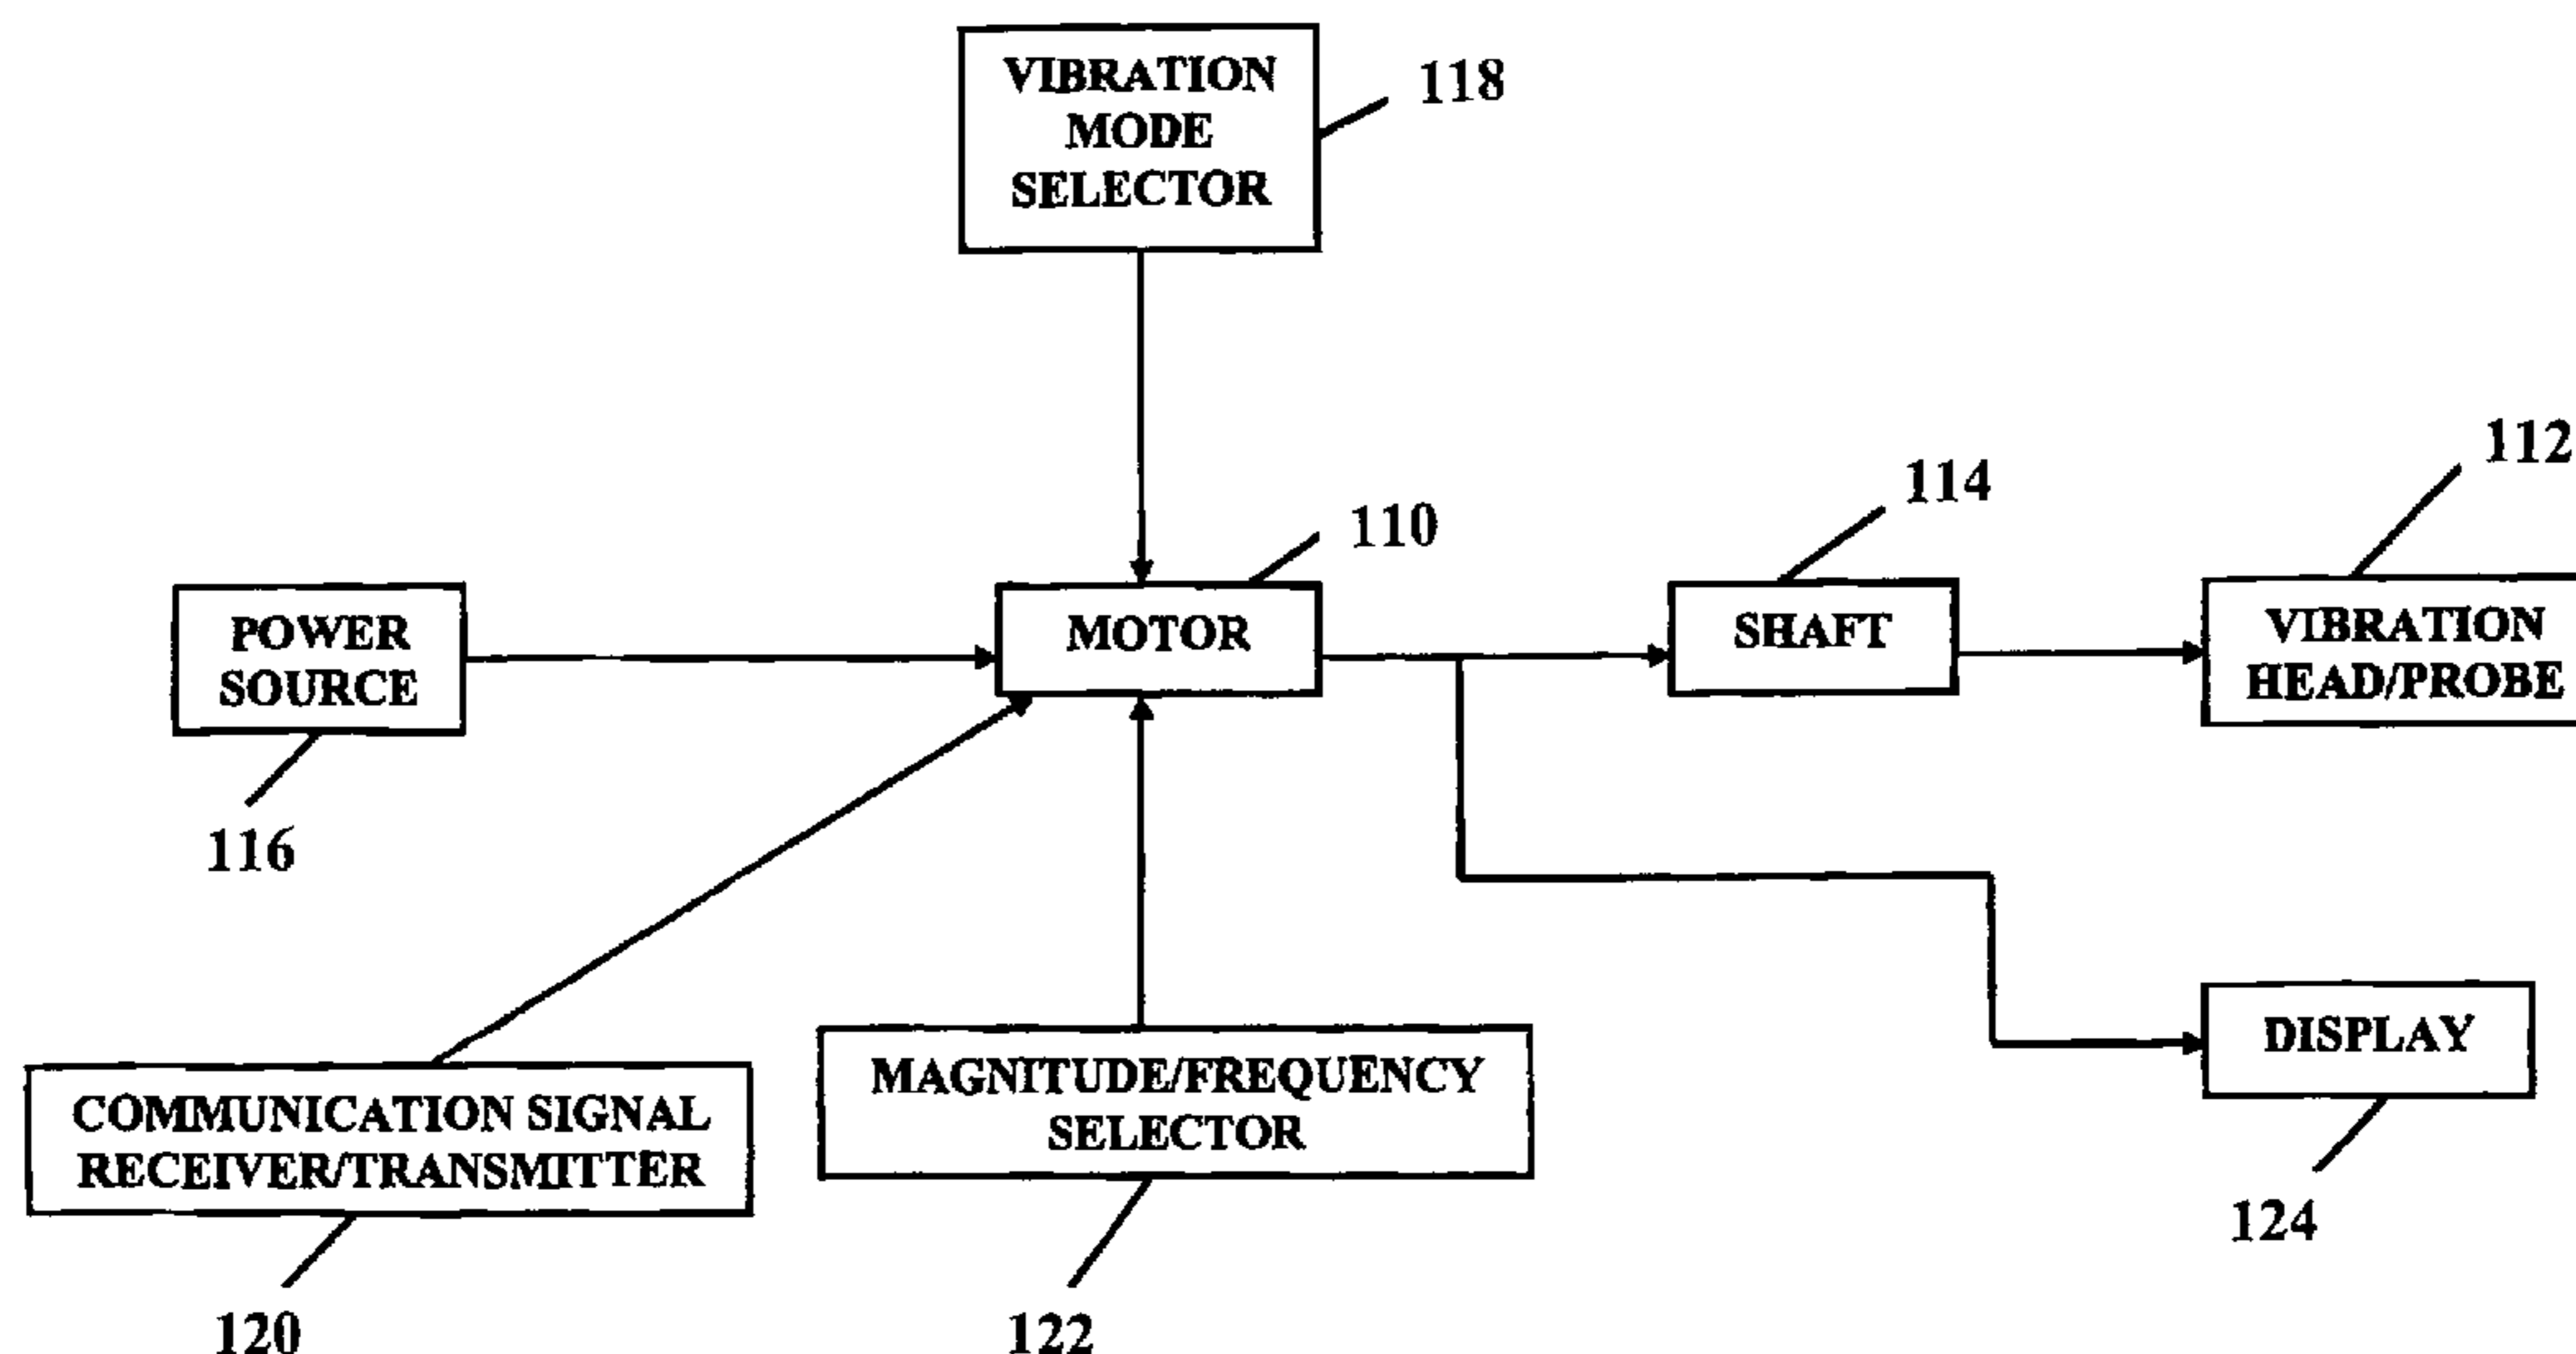 VIBRATION
MODE
SELECTOR
118
112
114
110
POWER
SOURCE
MOTOR
SHAFT
VIBRATION
HEAD/PROBE
116
COMMUNICATION SIGNAL
RECEIVER/TRANSMITTER
MAGNITUDE/FREQUENCY
SELECTOR
DISPLAY
124
120
122